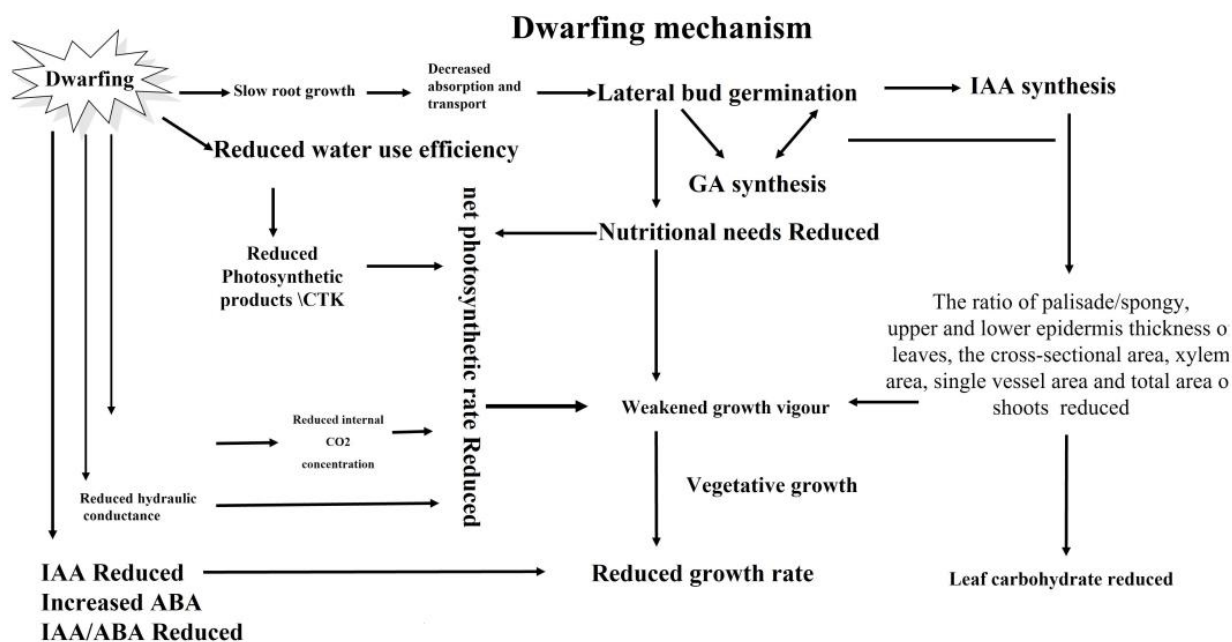 Dwarfing mechanism
Dwarfing
Slow root growth
Decreased
absorption and
transport
Lateral bud germination
IAA synthesis
Reduced water use efficiency
GA synthesis
net photosynthetic rate Reduced
Nutritional needs Reduced
Reduced
Photosynthetic
products \CTK
The ratio of palisade/spongy,
upper and lower epidermis thickness o
leaves, the cross-sectional area, xylem
area, single vessel area and total area o
shoots reduced
Weakened growth vigour
Reduced internal
CO2
concentration
Reduced hydraulic
conductance
Vegetative growth
IAA Reduced
Increased ABA
IAA/ABA Reduced
Reduced growth rate
Leaf carbohydrate reduced